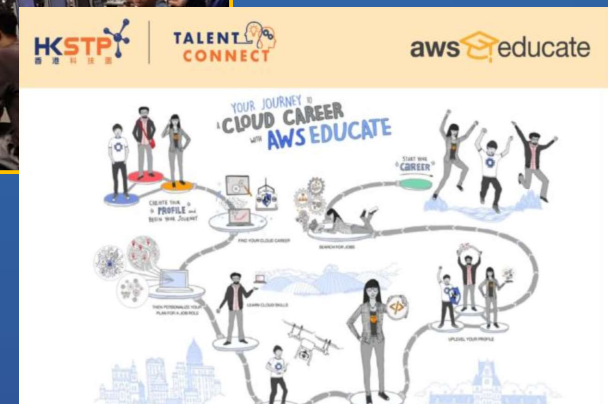 HKSTP
香港科技園
TALENT
CONNECT
aws educate
YOUR JOURNEY to
a CLOUD CAREER
with AWS EDUCATE
START YOUR
CAREER
CREATE YOUR
PROFILE and
BEGIN YOUR JOURNEY
FIND YOUR CLOUD CAREER
SEARCH FOR JOBS
THEN PERSONALIZE YOUR
PLAN FOR A JOB ROLE
LEARN CLOUD SKILLS
UPLEVEL YOUR PROFILE